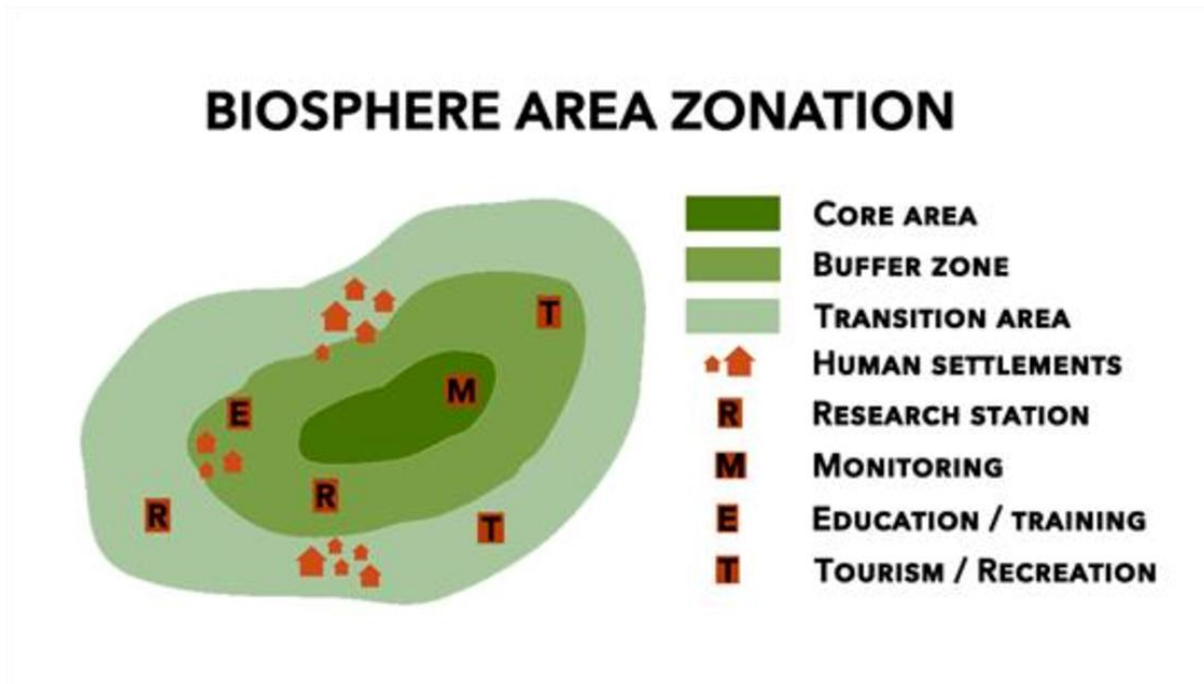 BIOSPHERE AREA ZONATION
CORE AREA
BUFFER ZONE
TRANSITION AREA
HUMAN SETTLEMENTS
R RESEARCH STATION
M MONITORING
E EDUCATION / TRAINING
T TOURISM / RECREATION
T
M
E
R
R
T